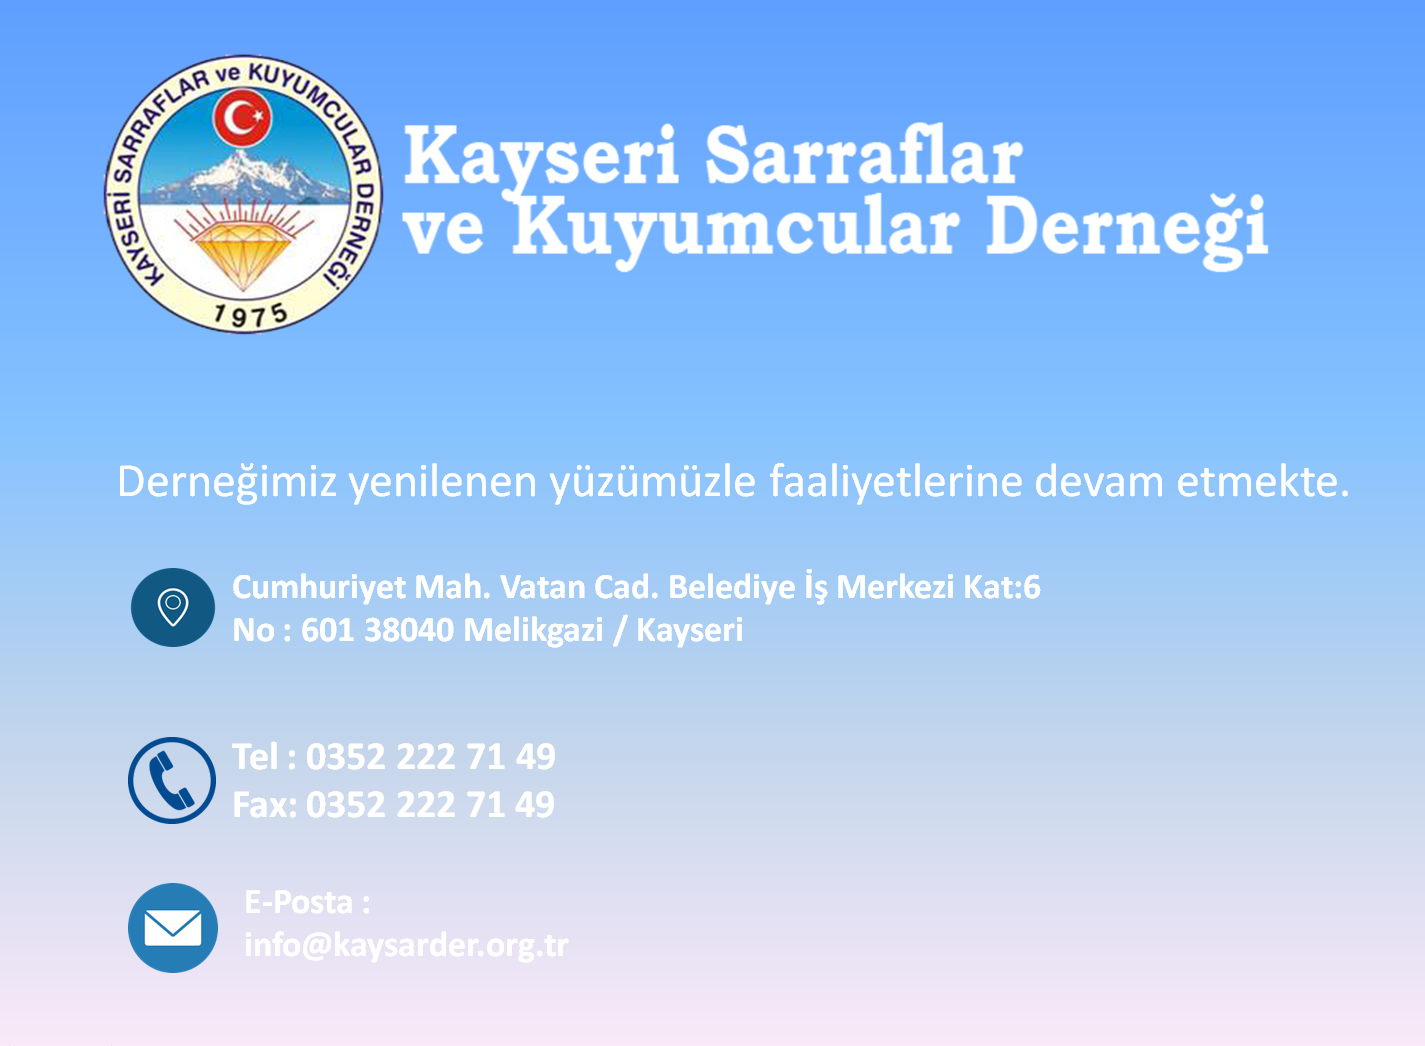 KAYSERİ SARRAFLAR ve KUYUMCULAR DERNEĞİ
1975
Kayseri Sarraflar
ve Kuyumcular Derneği
Derneğimiz yenilenen yüzümüzle faaliyetlerine devam etmekte.
Cumhuriyet Mah. Vatan Cad. Belediye İş Merkezi Kat:6
No : 601 38040 Melikgazi / Kayseri
Tel : 0352 222 71 49
Fax: 0352 222 71 49
E-Posta :
info@kaysarder.org.tr